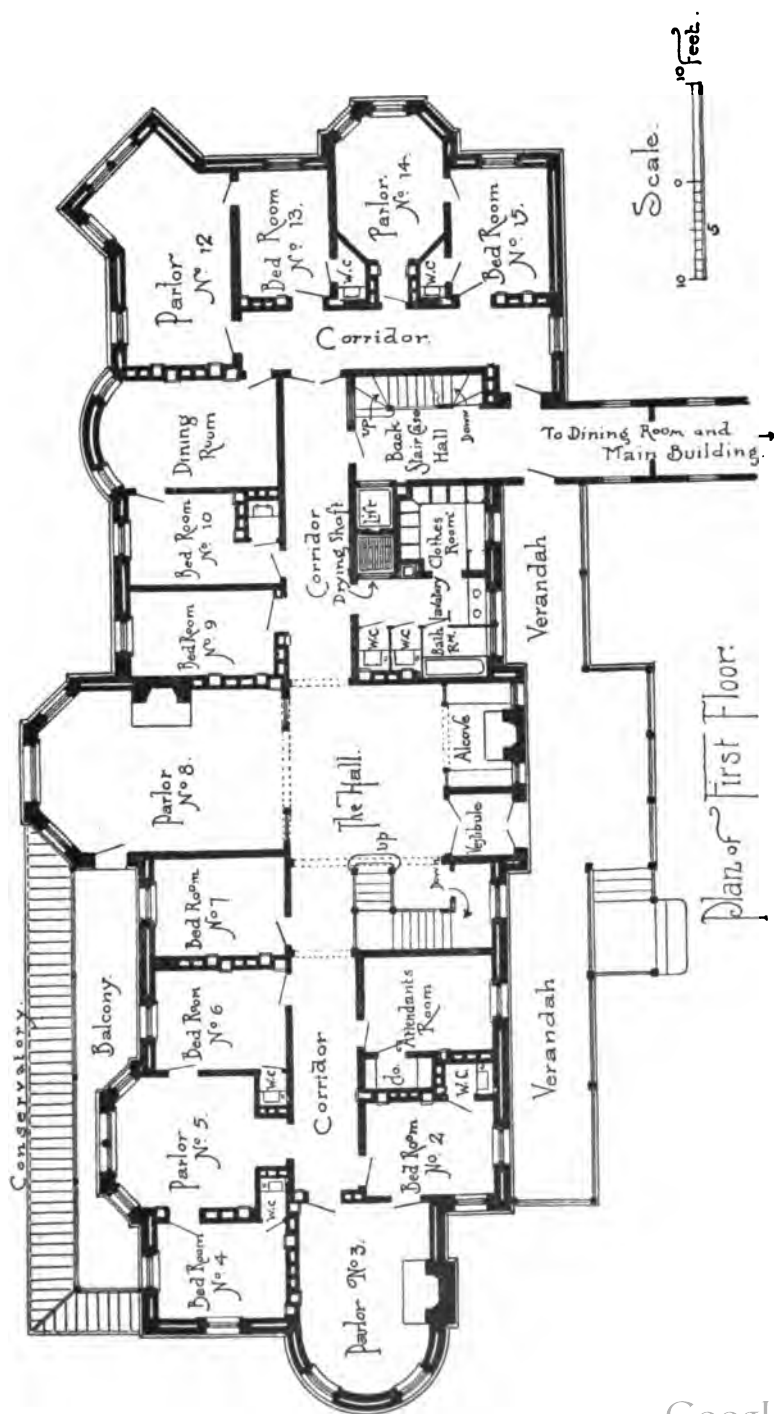 Conservatory.
Balcony.
Bed Room
No. 4
W.C
Parlor
No. 5
W.C
Bed Room
No. 6
Bed Room
No 7
Parlor
No 8.
Bed Room
No. 9
Bed Room
No. 10
Dining
Room
Parlor
No. 12
Bed Room
No. 13.
W.C
Parlor.
No. 14.
W.C
Bed Room
No. 15.
Parlor No 3.
Corridor
Bed Room
No. 2
W.C.
clo.
Attendants
Room
The Hall.
Up
Down
Vestibule
Alcove
Corridor
Drying Shaft
Lift
W.C
W.C
Bath
RM.
Lavatory
Clothes
Room
Up
Back
Stair Case
Hall
Down
Corridor.
To Dining Room and
Main Building.
Verandah
Verandah
Scale.
10
5
0
10 feet.
Plan of First Floor.